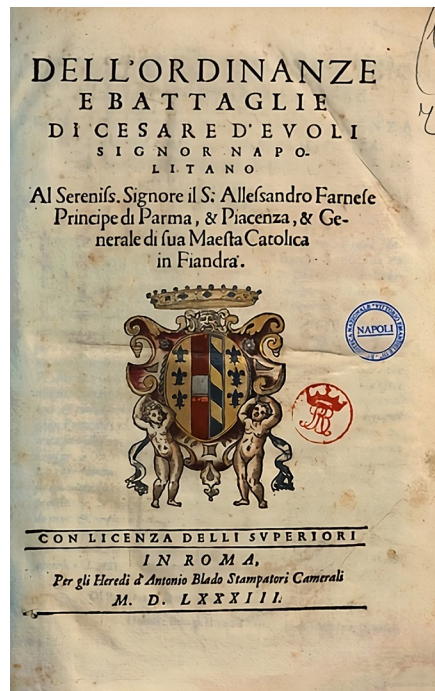 DELL'ORDINANZE
E BATTAGLIE
DI CESARE D'EVOLI
SIGNOR NAPO-
LITANO
Al Sereniſs. Signore il S. Alleſſandro Farneſe
Principe di Parma, & Piacenza, & Ge-
nerale di ſua Maeſta Catolica
in Fiandra.
NAPOLI
CON LICENZA DELLI SVPERIORI
IN ROMA,
Per gli Heredi d'Antonio Blado Stampatori Camerali
M. D. LXXXIII.